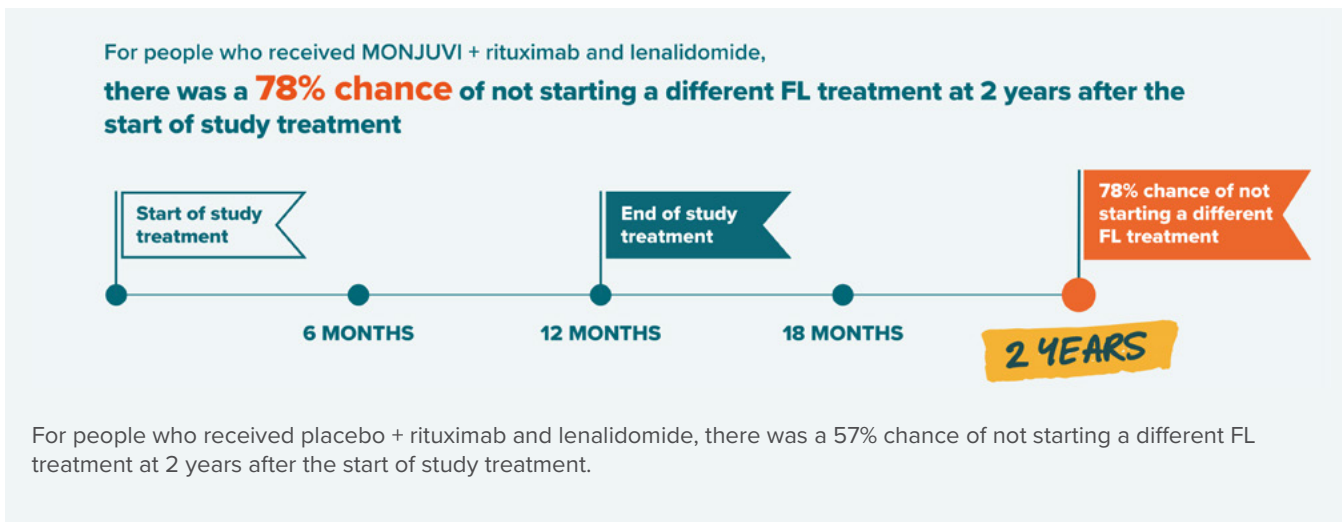 For people who received MONJUVI + rituximab and lenalidomide,
there was a 78% chance of not starting a different FL treatment at 2 years after the
start of study treatment
Start of study
treatment
End of study
treatment
78% chance of not
starting a different
FL treatment
6 MONTHS
12 MONTHS
18 MONTHS
2 YEARS
For people who received placebo + rituximab and lenalidomide, there was a 57% chance of not starting a different FL
treatment at 2 years after the start of study treatment.